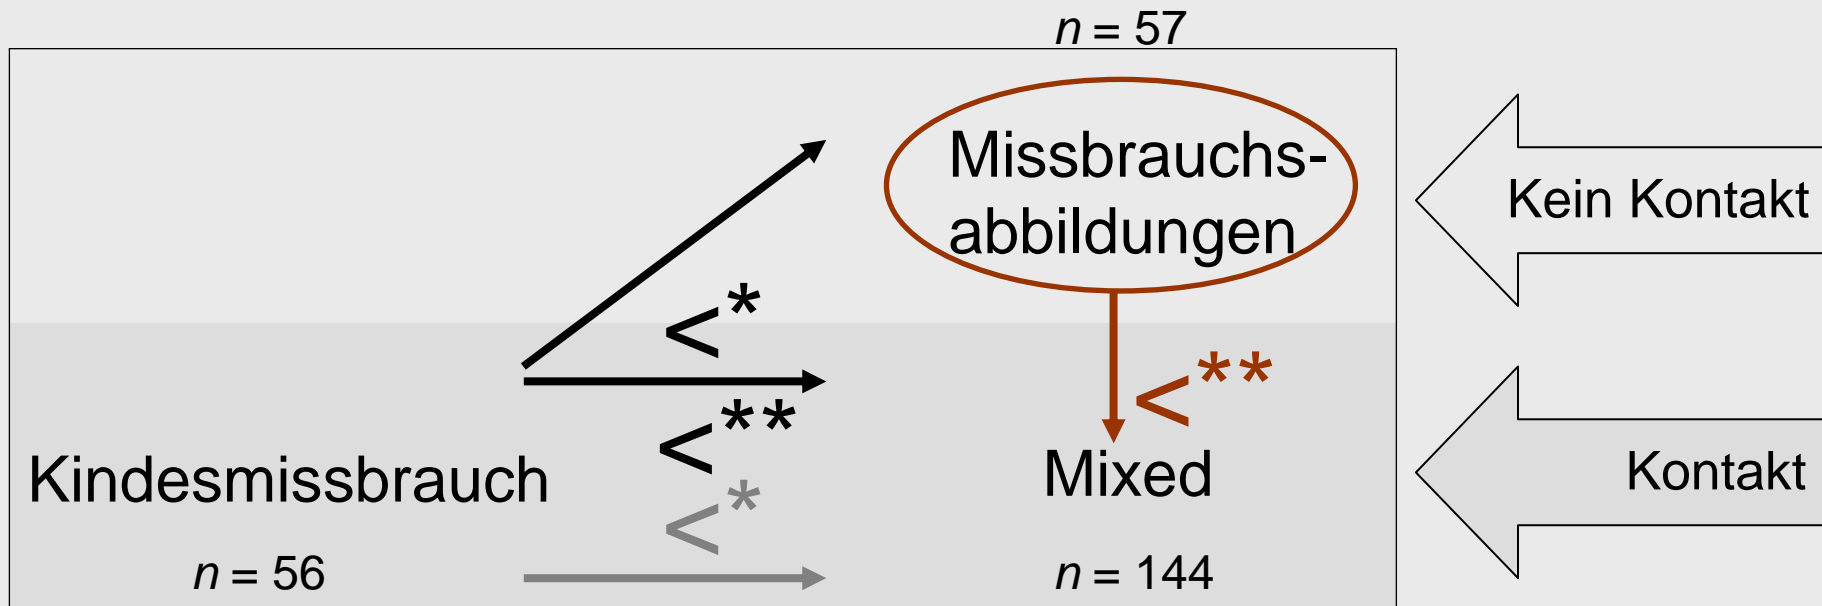 n = 57
Missbrauchs-
abbildungen
Kein Kontakt
<*
<**
<**
Kindesmissbrauch
Mixed
Kontakt
<*
n = 56
n = 144